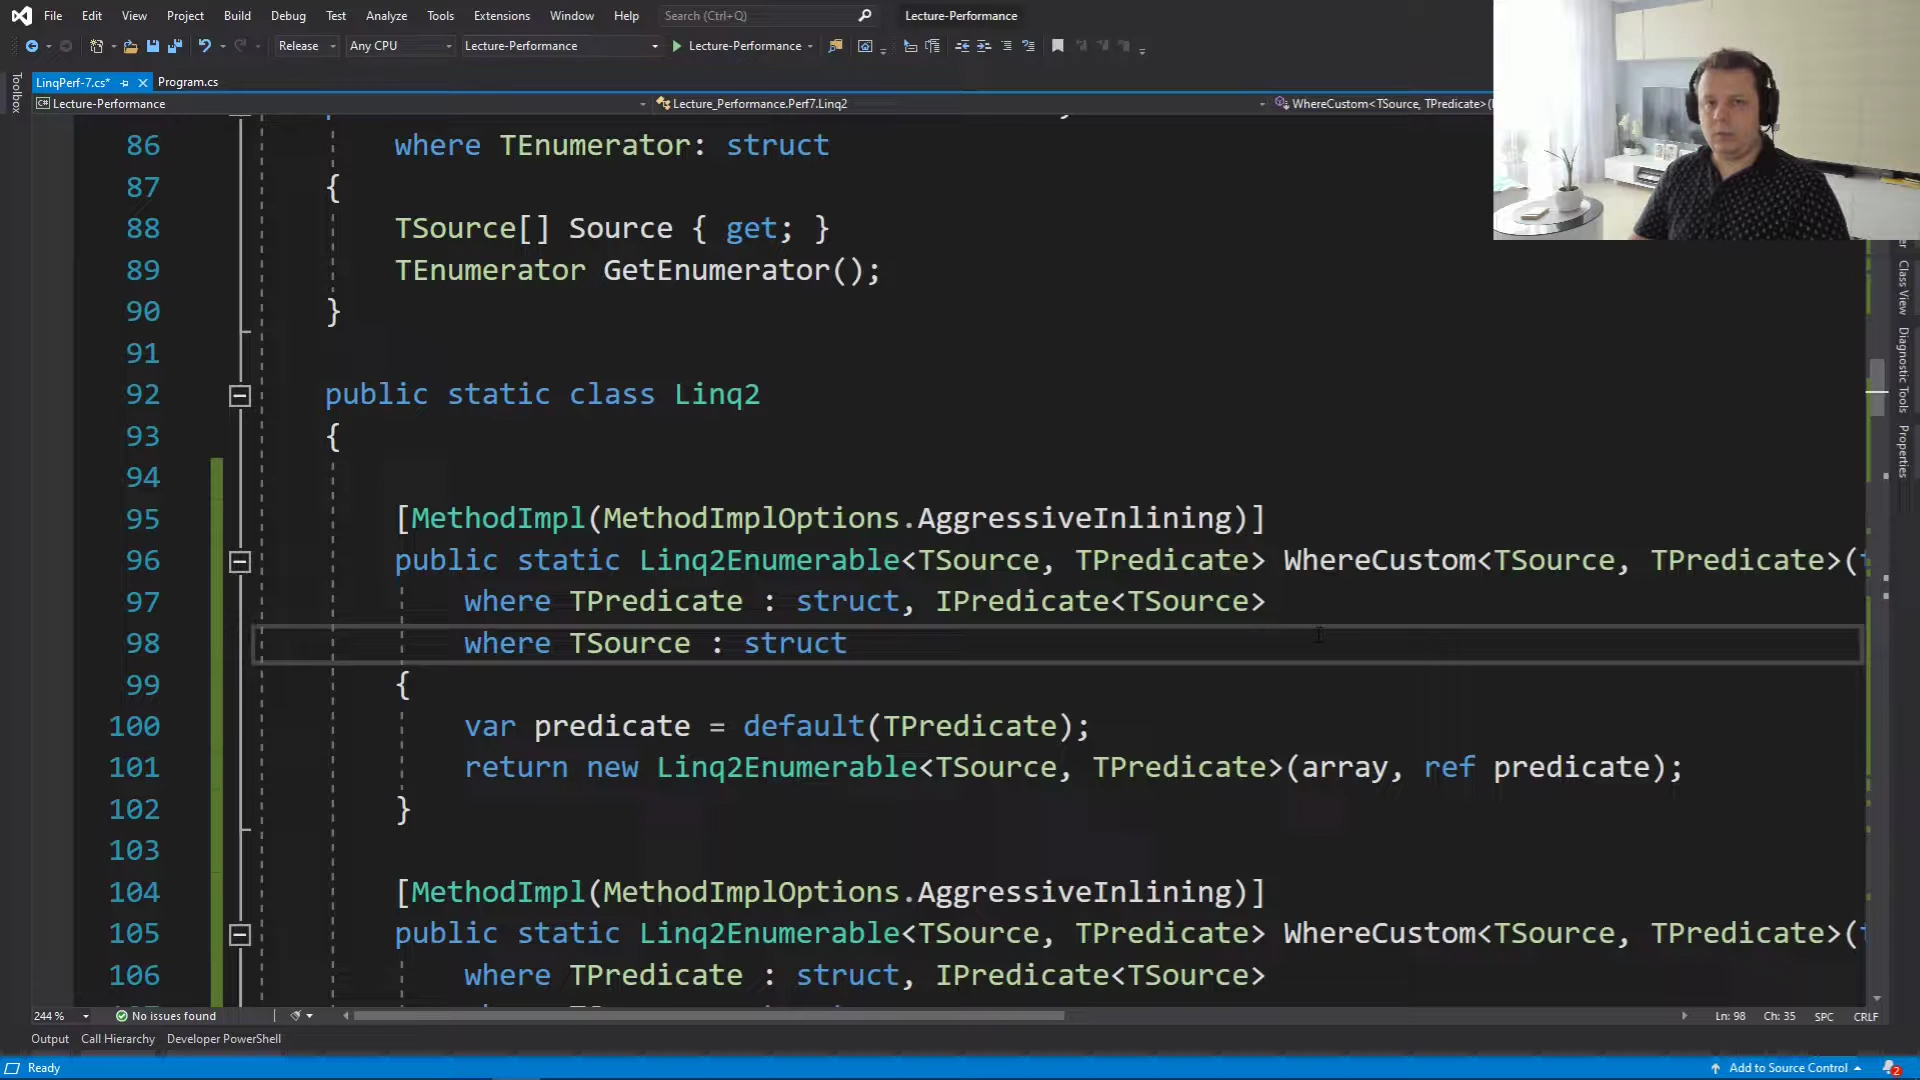 File Edit View Project Build Debug Test Analyze Tools Extensions Window Help Search (Ctrl+Q) Lecture-Performance
Release Any CPU Lecture-Performance Lecture-Performance
LinqPerf-7.cs* Program.cs
Toolbox
Lecture-Performance Lecture_Performance.Perf7.Linq2 WhereCustom<TSource, TPredicate>(
86 where TEnumerator: struct
87 {
88 TSource[] Source { get; }
89 TEnumerator GetEnumerator();
90 }
91
92 public static class Linq2
93 {
94
95 [MethodImpl(MethodImplOptions.AggressiveInlining)]
96 public static Linq2Enumerable<TSource, TPredicate> WhereCustom<TSource, TPredicate>(
97 where TPredicate : struct, IPredicate<TSource>
98 where TSource : struct
99 {
100 var predicate = default(TPredicate);
101 return new Linq2Enumerable<TSource, TPredicate>(array, ref predicate);
102 }
103
104 [MethodImpl(MethodImplOptions.AggressiveInlining)]
105 public static Linq2Enumerable<TSource, TPredicate> WhereCustom<TSource, TPredicate>(
106 where TPredicate : struct, IPredicate<TSource>
Class View
Diagnostic Tools
Properties
244 % No issues found Ln: 98 Ch: 35 SPC CRLF
Output Call Hierarchy Developer PowerShell
Ready Add to Source Control 2